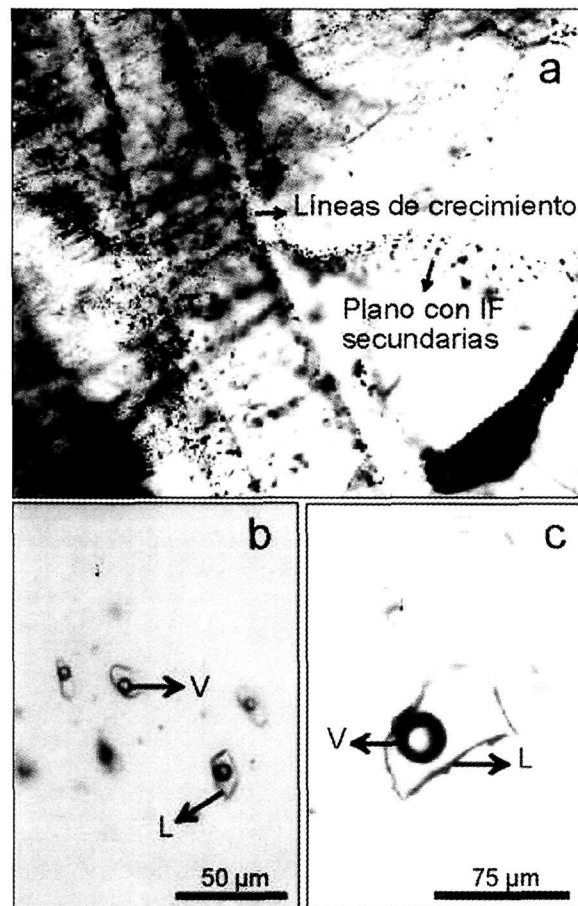 a
Líneas de crecimiento
Plano con IF
secundarias
b
V
L
50 µm
c
V
L
75 µm